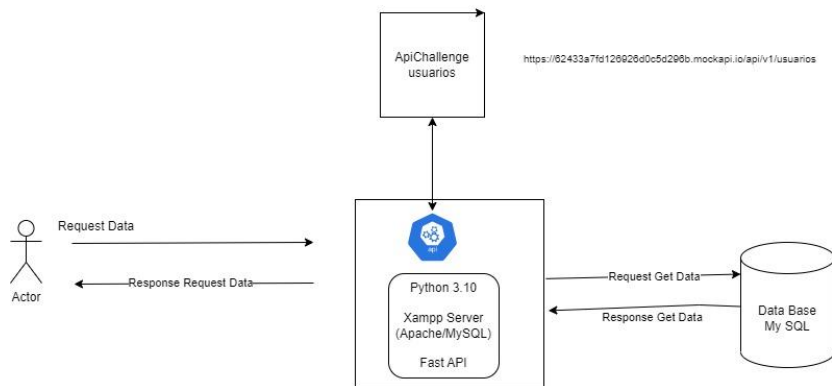 ApiChallenge
usuarios
https://62433a7fd126926d0c5d296b.mockapi.io/api/v1/usuarios
Request Data
Response Request Data
Actor
api
Python 3.10
Xampp Server
(Apache/MySQL)
Fast API
Request Get Data
Response Get Data
Data Base
My SQL